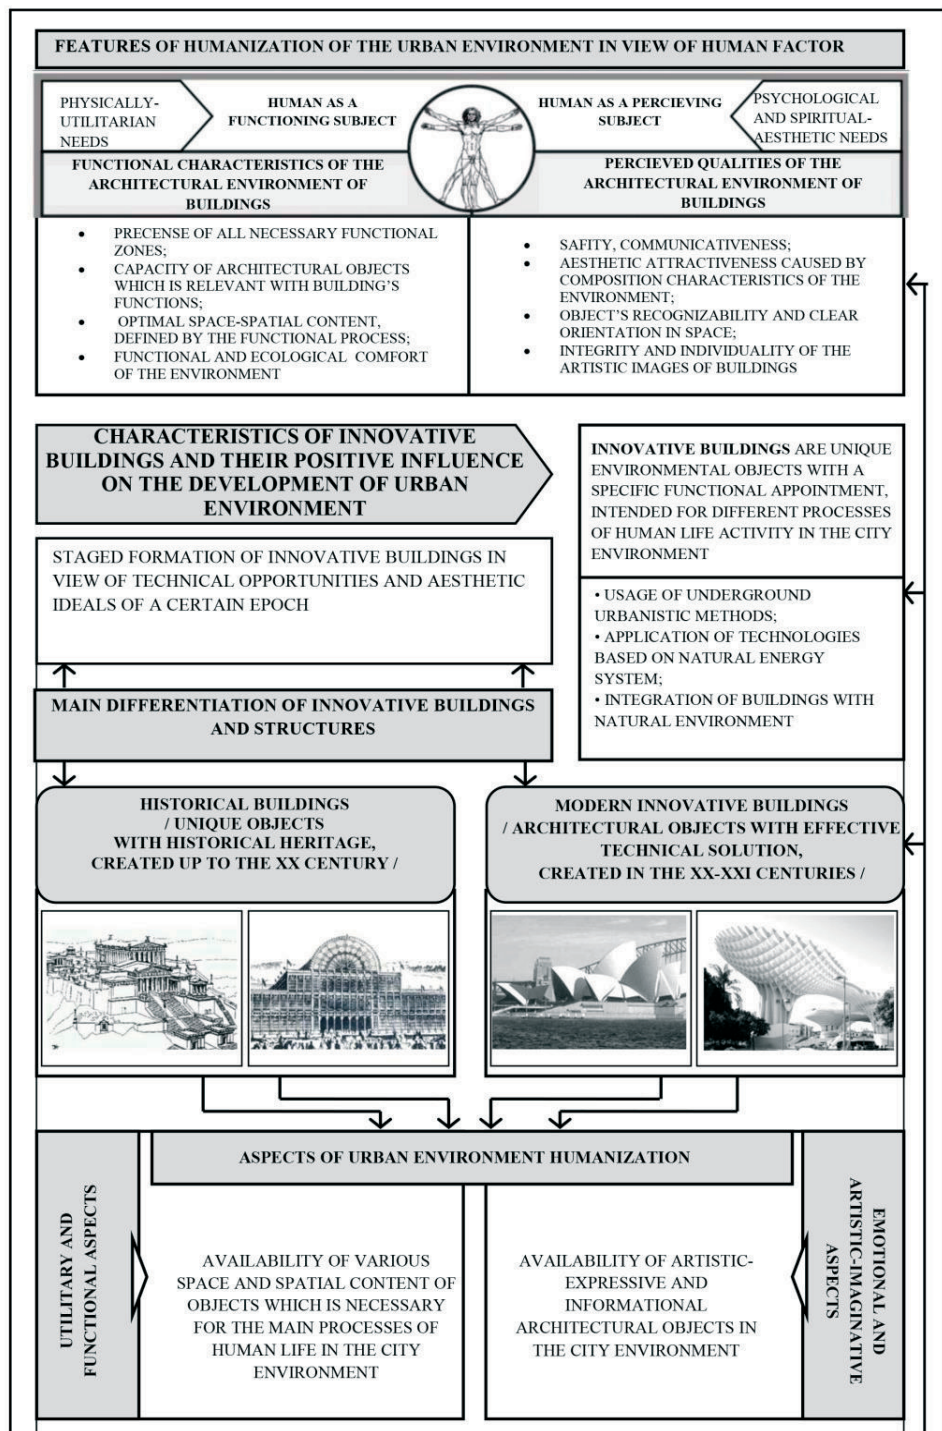 FEATURES OF HUMANIZATION OF THE URBAN ENVIRONMENT IN VIEW OF HUMAN FACTOR
PHYSICALLY-
UTILITARIAN
NEEDS
HUMAN AS A
FUNCTIONING SUBJECT
HUMAN AS A PERCIEVING
SUBJECT
PSYCHOLOGICAL
AND SPIRITUAL-
AESTHETIC NEEDS
FUNCTIONAL CHARACTERISTICS OF THE
ARCHITECTURAL ENVIRONMENT OF
BUILDINGS
PERCIEVED QUALITIES OF THE
ARCHITECTURAL ENVIRONMENT OF
BUILDINGS
• PRECENSE OF ALL NECESSARY FUNCTIONAL
ZONES;
• CAPACITY OF ARCHITECTURAL OBJECTS
WHICH IS RELEVANT WITH BUILDING'S
FUNCTIONS;
• OPTIMAL SPACE-SPATIAL CONTENT,
DEFINED BY THE FUNCTIONAL PROCESS;
• FUNCTIONAL AND ECOLOGICAL COMFORT
OF THE ENVIRONMENT
• SAFITY, COMMUNICATIVENESS;
• AESTHETIC ATTRACTIVENESS CAUSED BY
COMPOSITION CHARACTERISTICS OF THE
ENVIRONMENT;
• OBJECT'S RECOGNIZABILITY AND CLEAR
ORIENTATION IN SPACE;
• INTEGRITY AND INDIVIDUALITY OF THE
ARTISTIC IMAGES OF BUILDINGS
CHARACTERISTICS OF INNOVATIVE
BUILDINGS AND THEIR POSITIVE INFLUENCE
ON THE DEVELOPMENT OF URBAN
ENVIRONMENT
INNOVATIVE BUILDINGS ARE UNIQUE
ENVIRONMENTAL OBJECTS WITH A
SPECIFIC FUNCTIONAL APPOINTMENT,
INTENDED FOR DIFFERENT PROCESSES
OF HUMAN LIFE ACTIVITY IN THE CITY
ENVIRONMENT
STAGED FORMATION OF INNOVATIVE BUILDINGS IN
VIEW OF TECHNICAL OPPORTUNITIES AND AESTHETIC
IDEALS OF A CERTAIN EPOCH
• USAGE OF UNDERGROUND
URBANISTIC METHODS;
• APPLICATION OF TECHNOLOGIES
BASED ON NATURAL ENERGY
SYSTEM;
• INTEGRATION OF BUILDINGS WITH
NATURAL ENVIRONMENT
MAIN DIFFERENTIATION OF INNOVATIVE BUILDINGS
AND STRUCTURES
HISTORICAL BUILDINGS
/ UNIQUE OBJECTS
WITH HISTORICAL HERITAGE,
CREATED UP TO THE XX CENTURY /
MODERN INNOVATIVE BUILDINGS
/ ARCHITECTURAL OBJECTS WITH EFFECTIVE
TECHNICAL SOLUTION,
CREATED IN THE XX-XXI CENTURIES /
UTILITARY AND
FUNCTIONAL ASPECTS
ASPECTS OF URBAN ENVIRONMENT HUMANIZATION
AVAILABILITY OF VARIOUS
SPACE AND SPATIAL CONTENT OF
OBJECTS WHICH IS NECESSARY
FOR THE MAIN PROCESSES OF
HUMAN LIFE IN THE CITY
ENVIRONMENT
AVAILABILITY OF ARTISTIC-
EXPRESSIVE AND
INFORMATIONAL
ARCHITECTURAL OBJECTS IN
THE CITY ENVIRONMENT
EMOTIONAL AND
ARTISTIC-IMAGINATIVE
ASPECTS